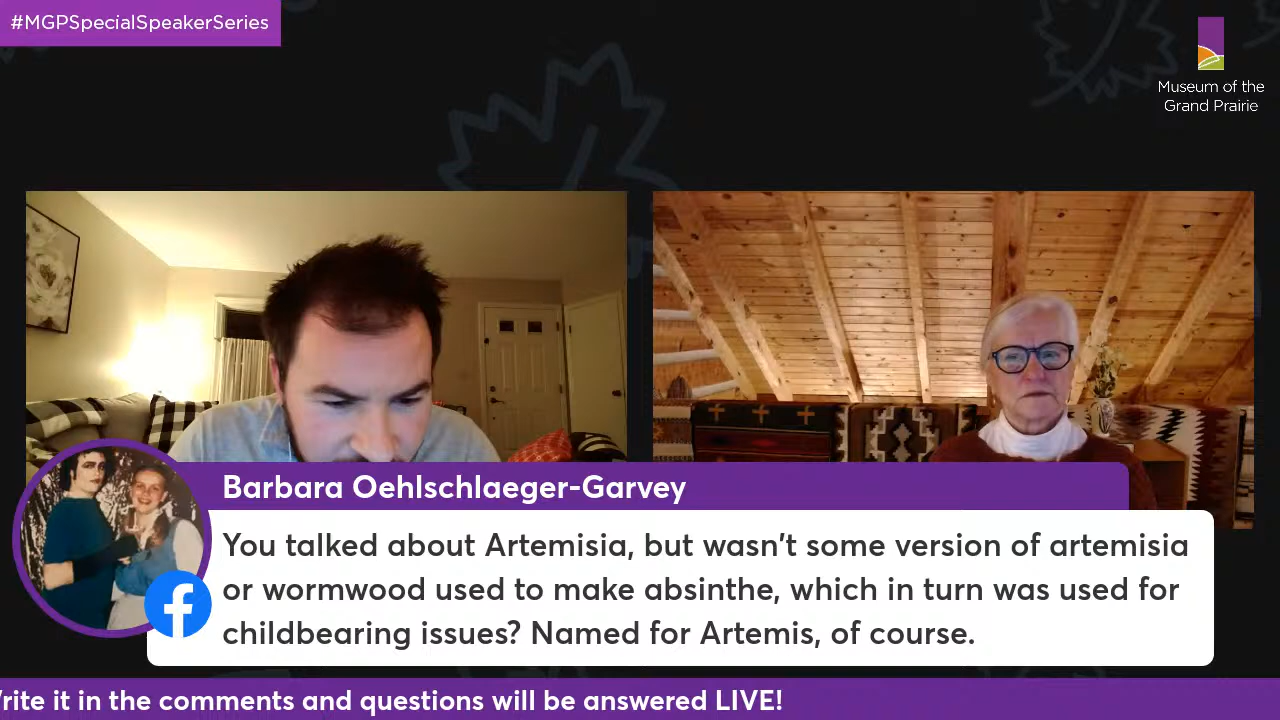 #MGPSpecialSpeakerSeries
Museum of the
Grand Prairie
Barbara Oehlschlaeger-Garvey
You talked about Artemisia, but wasn't some version of artemisia
or wormwood used to make absinthe, which in turn was used for
childbearing issues? Named for Artemis, of course.
rite it in the comments and questions will be answered LIVE!